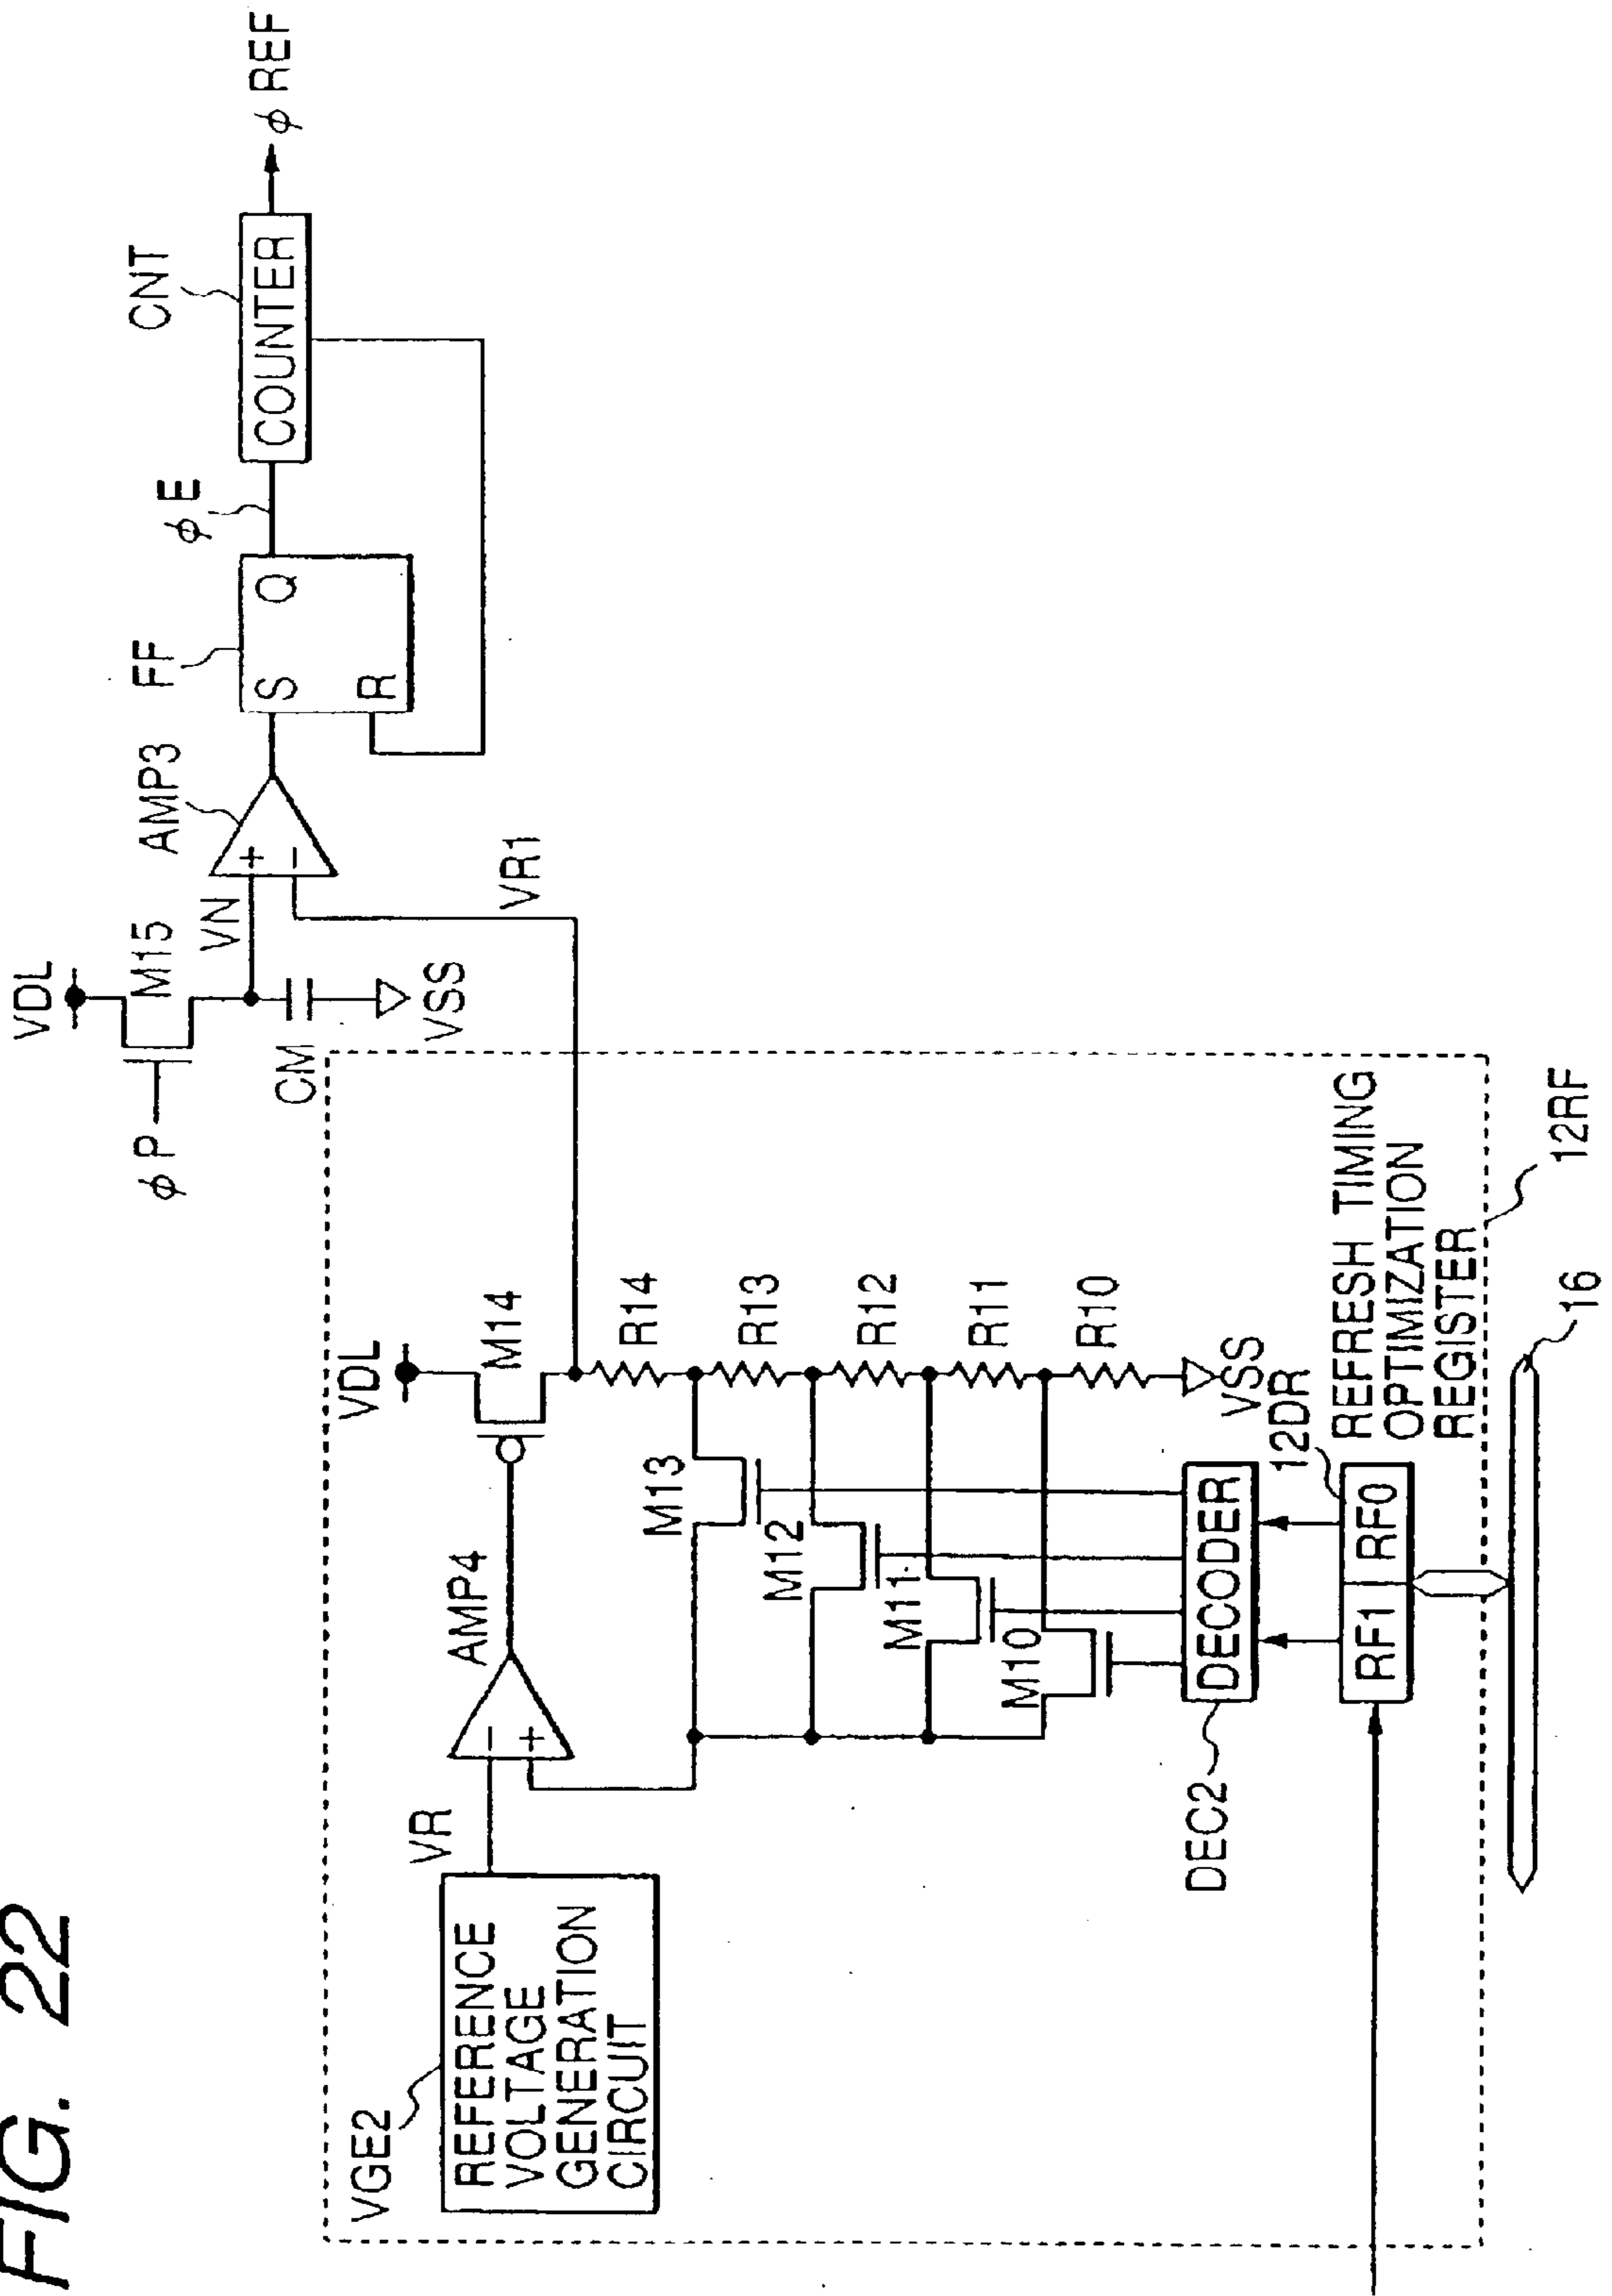 FIG. 22
VDL
φP
M15
VN
CM
VSS
AMP3
+
−
VR1
FF
S
Q
R
φE
CNT
COUNTER
φREF
VGE2
REFERENCE
VOLTAGE
GENERATION
CIRCUIT
VR
AMP4
−
+
VDL
M14
R14
R13
R12
R11
R10
VSS
M13
M12
M11
M10
DEC2
DECODER
12DR
RF1
RF0
REFRESH TIMING
OPTIMIZATION
REGISTER
12RF
16